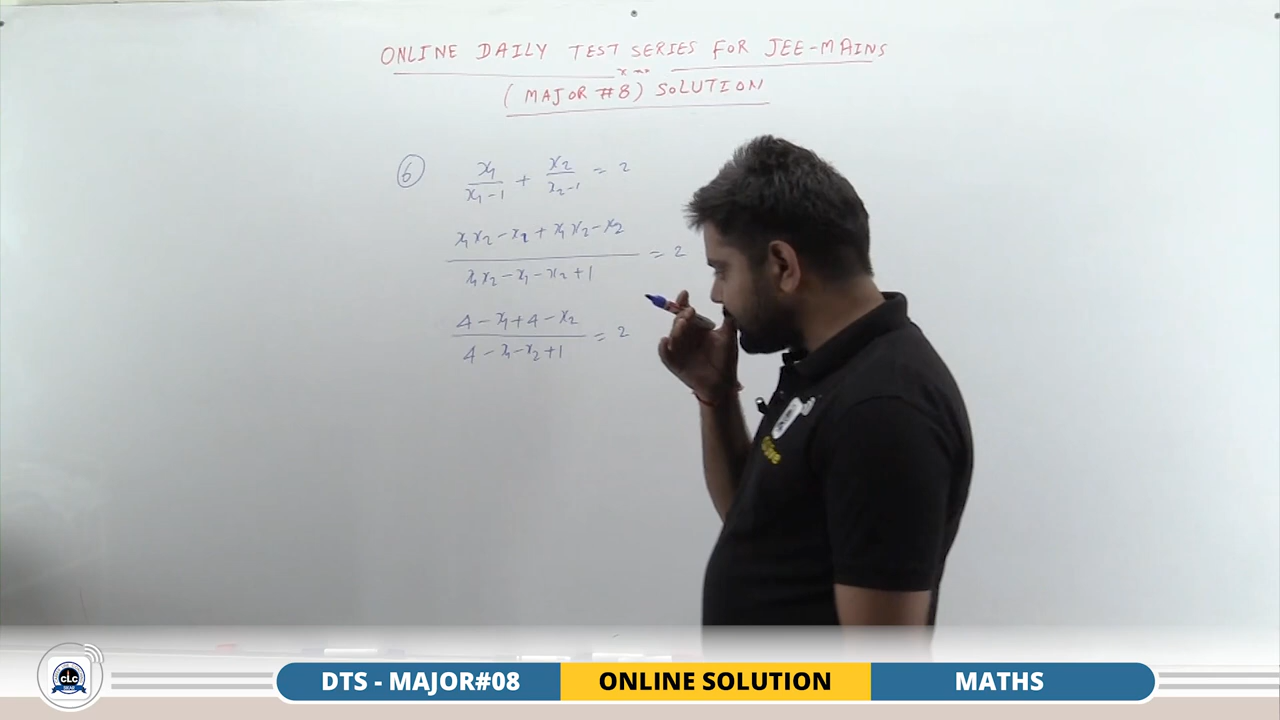 ONLINE DAILY TEST SERIES FOR JEE-MAINS
(MAJOR #8) SOLUTION
6 x₁/(x₁-1) + x₂/(x₂-1) = 2
(x₁x₂-x₂+x₁x₂-x₂)/(x₁x₂-x₁-x₂+1) = 2
(4-x₁+4-x₂)/(4-x₁-x₂+1) = 2
CLC
DTS - MAJOR#08 ONLINE SOLUTION MATHS